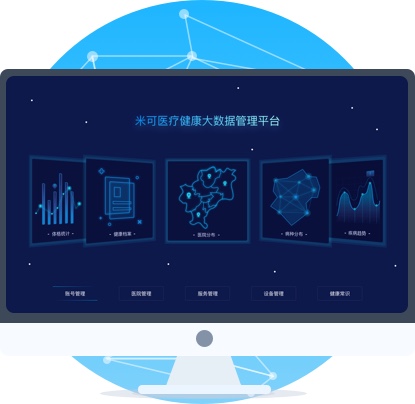 米可医疗健康大数据管理平台
体检统计
健康档案
医院分布
病种分布
疾病趋势
账号管理
医院管理
服务管理
设备管理
健康常识